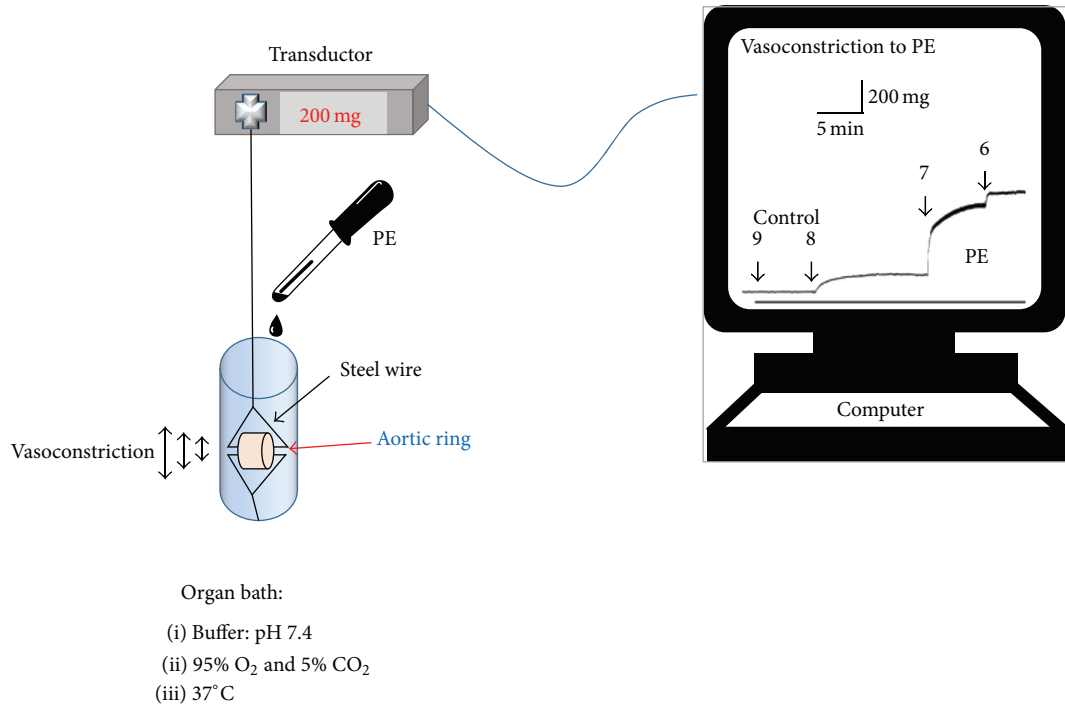 Transductor
200 mg
PE
Steel wire
Aortic ring
Vasoconstriction
Organ bath:
(i) Buffer: pH 7.4
(ii) 95% O₂ and 5% CO₂
(iii) 37°C
Vasoconstriction to PE
200 mg
5 min
6
7
Control
9 8
PE
Computer